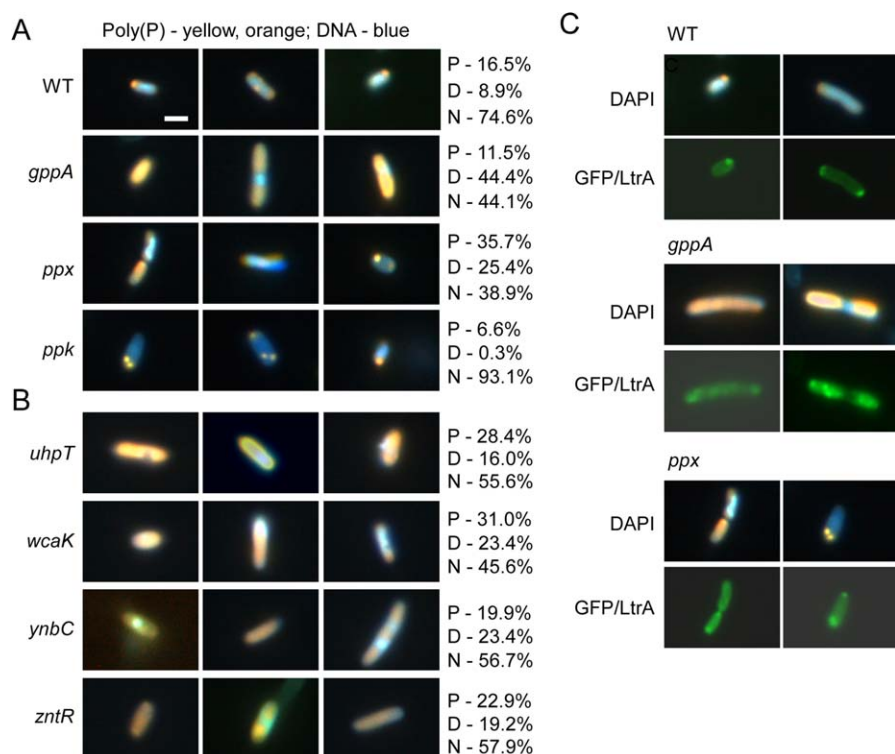 A
Poly(P) - yellow, orange; DNA - blue
WT
P - 16.5%
D - 8.9%
N - 74.6%
gppA
P - 11.5%
D - 44.4%
N - 44.1%
ppx
P - 35.7%
D - 25.4%
N - 38.9%
ppk
P - 6.6%
D - 0.3%
N - 93.1%
B
uhpT
P - 28.4%
D - 16.0%
N - 55.6%
wcaK
P - 31.0%
D - 23.4%
N - 45.6%
ynbC
P - 19.9%
D - 23.4%
N - 56.7%
zntR
P - 22.9%
D - 19.2%
N - 57.9%
C
WT
C
DAPI
GFP/LtrA
gppA
DAPI
GFP/LtrA
ppx
DAPI
GFP/LtrA